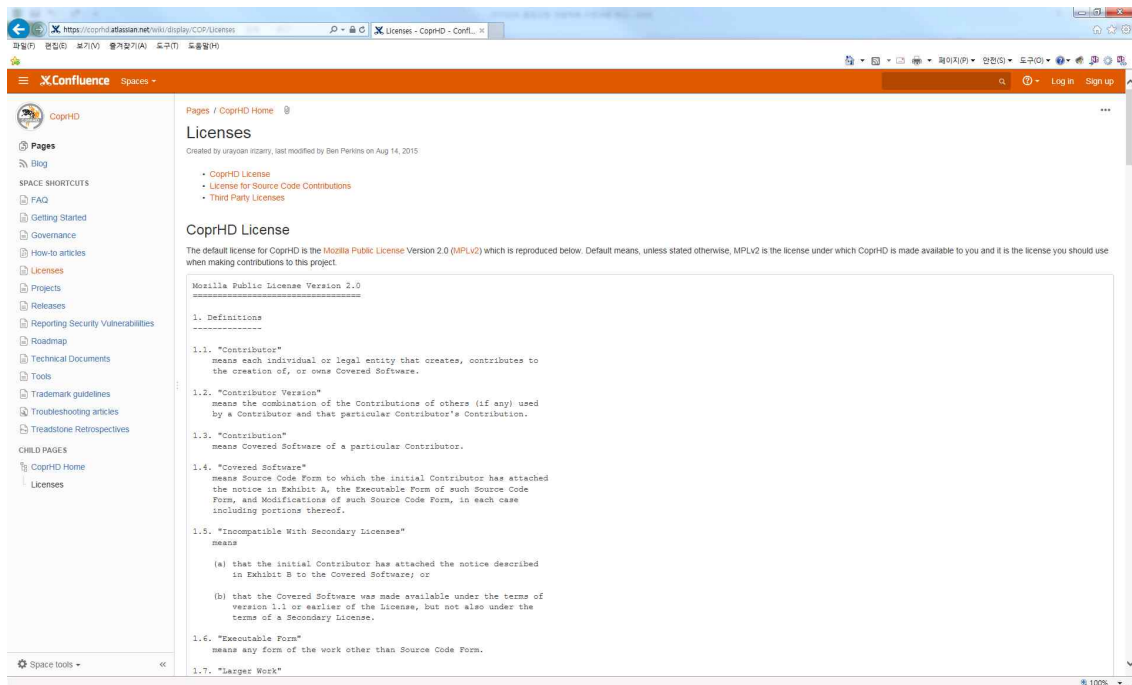 https://coprhd.atlassian.net/wiki/display/COP/Licenses
Licenses - CoprHD - Confl...
파일(F) 편집(E) 보기(V) 즐겨찾기(A) 도구(T) 도움말(H)
페이지(P) 안전(S) 도구(O)
Confluence Spaces
Log in Sign up
CoprHD
Pages
Blog
SPACE SHORTCUTS
FAQ
Getting Started
Governance
How-to articles
Licenses
Projects
Releases
Reporting Security Vulnerabilities
Roadmap
Technical Documents
Tools
Trademark guidelines
Troubleshooting articles
Treadstone Retrospectives
CHILD PAGES
CoprHD Home
Licenses
Space tools
Pages / CoprHD Home
Licenses
Created by urayoan irizarry, last modified by Ben Perkins on Aug 14, 2015
• CoprHD License
• License for Source Code Contributions
• Third Party Licenses
CoprHD License
The default license for CoprHD is the Mozilla Public License Version 2.0 (MPLv2) which is reproduced below. Default means, unless stated otherwise, MPLv2 is the license under which CoprHD is made available to you and it is the license you should use
when making contributions to this project.
Mozilla Public License Version 2.0
==================================
1. Definitions
--------------
1.1. "Contributor"
means each individual or legal entity that creates, contributes to
the creation of, or owns Covered Software.
1.2. "Contributor Version"
means the combination of the Contributions of others (if any) used
by a Contributor and that particular Contributor's Contribution.
1.3. "Contribution"
means Covered Software of a particular Contributor.
1.4. "Covered Software"
means Source Code Form to which the initial Contributor has attached
the notice in Exhibit A, the Executable Form of such Source Code
Form, and Modifications of such Source Code Form, in each case
including portions thereof.
1.5. "Incompatible With Secondary Licenses"
means
(a) that the initial Contributor has attached the notice described
in Exhibit B to the Covered Software; or
(b) that the Covered Software was made available under the terms of
version 1.1 or earlier of the License, but not also under the
terms of a Secondary License.
1.6. "Executable Form"
means any form of the work other than Source Code Form.
1.7. "Larger Work"
100%